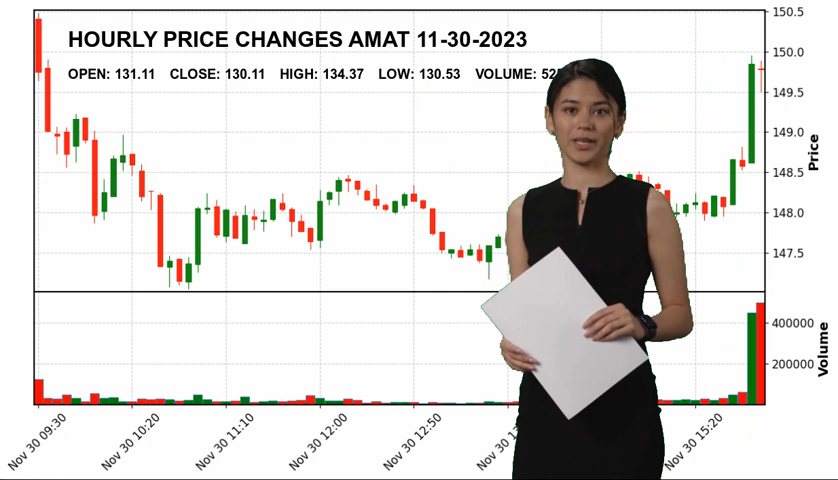 HOURLY PRICE CHANGES AMAT 11-30-2023
OPEN: 131.11 CLOSE: 130.11 HIGH: 134.37 LOW: 130.53 VOLUME:
150.5
150.0
149.5
149.0
148.5
148.0
147.5
Price
400000
200000
Volume
Nov 30 09:30
Nov 30 10:20
Nov 30 11:10
Nov 30 12:00
Nov 30 12:50
Nov 30
Nov 30 15:20